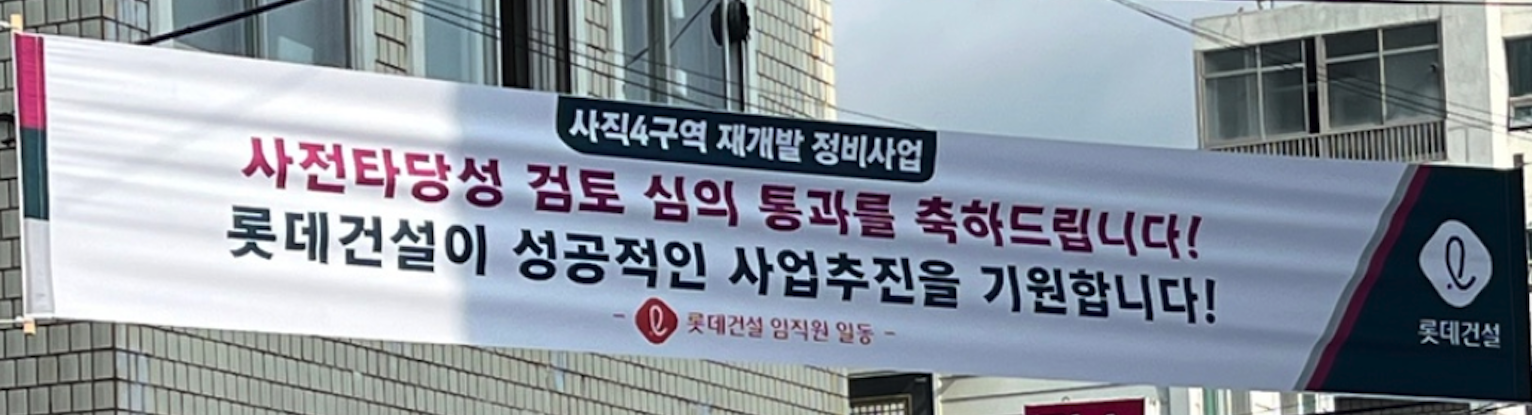 사직4구역 재개발 정비사업
사전타당성 검토 심의 통과를 축하드립니다!
롯데건설이 성공적인 사업추진을 기원합니다!
- 롯데건설 임직원 일동 -
롯데건설